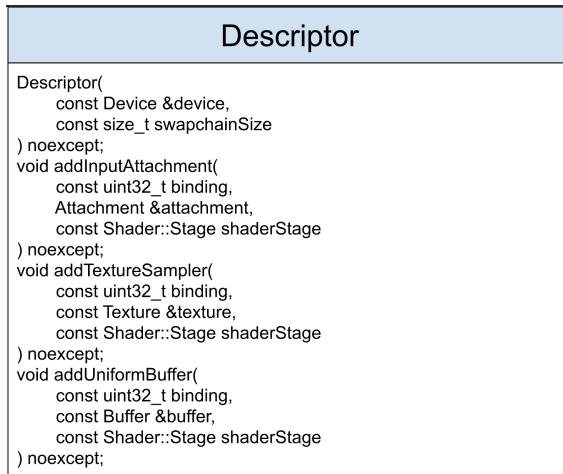 Descriptor
Descriptor(
const Device &device,
const size_t swapchainSize
) noexcept;
void addInputAttachment(
const uint32_t binding,
Attachment &attachment,
const Shader::Stage shaderStage
) noexcept;
void addTextureSampler(
const uint32_t binding,
const Texture &texture,
const Shader::Stage shaderStage
) noexcept;
void addUniformBuffer(
const uint32_t binding,
const Buffer &buffer,
const Shader::Stage shaderStage
) noexcept;